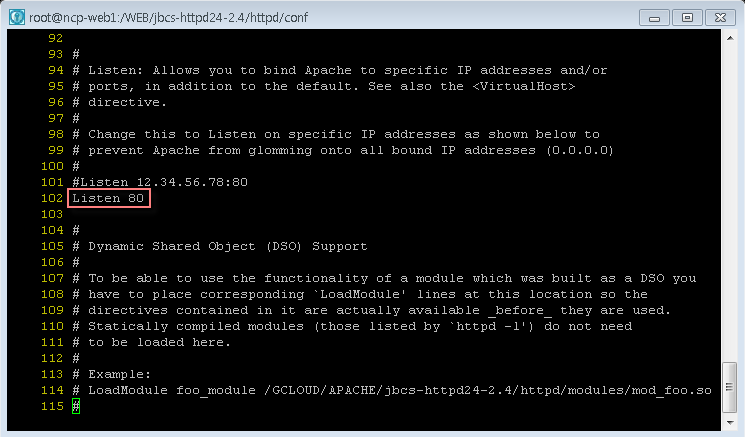 root@ncp-web1:/WEB/jbcs-httpd24-2.4/httpd/conf
92
93 #
94 # Listen: Allows you to bind Apache to specific IP addresses and/or
95 # ports, in addition to the default. See also the <VirtualHost>
96 # directive.
97 #
98 # Change this to Listen on specific IP addresses as shown below to
99 # prevent Apache from glomming onto all bound IP addresses (0.0.0.0)
100 #
101 #Listen 12.34.56.78:80
102 Listen 80
103
104 #
105 # Dynamic Shared Object (DSO) Support
106 #
107 # To be able to use the functionality of a module which was built as a DSO you
108 # have to place corresponding `LoadModule' lines at this location so the
109 # directives contained in it are actually available _before_ they are used.
110 # Statically compiled modules (those listed by `httpd -l') do not need
111 # to be loaded here.
112 #
113 # Example:
114 # LoadModule foo_module /GCLOUD/APACHE/jbcs-httpd24-2.4/httpd/modules/mod_foo.so
115 #